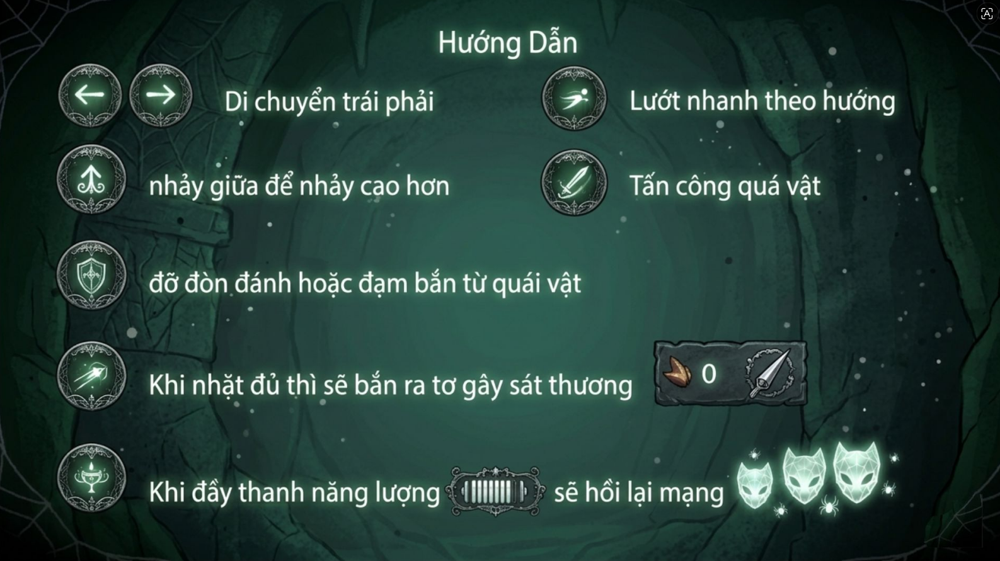 Hướng Dẫn
Di chuyển trái phải
Lướt nhanh theo hướng
nhảy giữa để nhảy cao hơn
Tấn công quá vật
đỡ đòn đánh hoặc đạm bắn từ quái vật
Khi nhặt đủ thì sẽ bắn ra tơ gây sát thương
0
Khi đầy thanh năng lượng sẽ hồi lại mạng